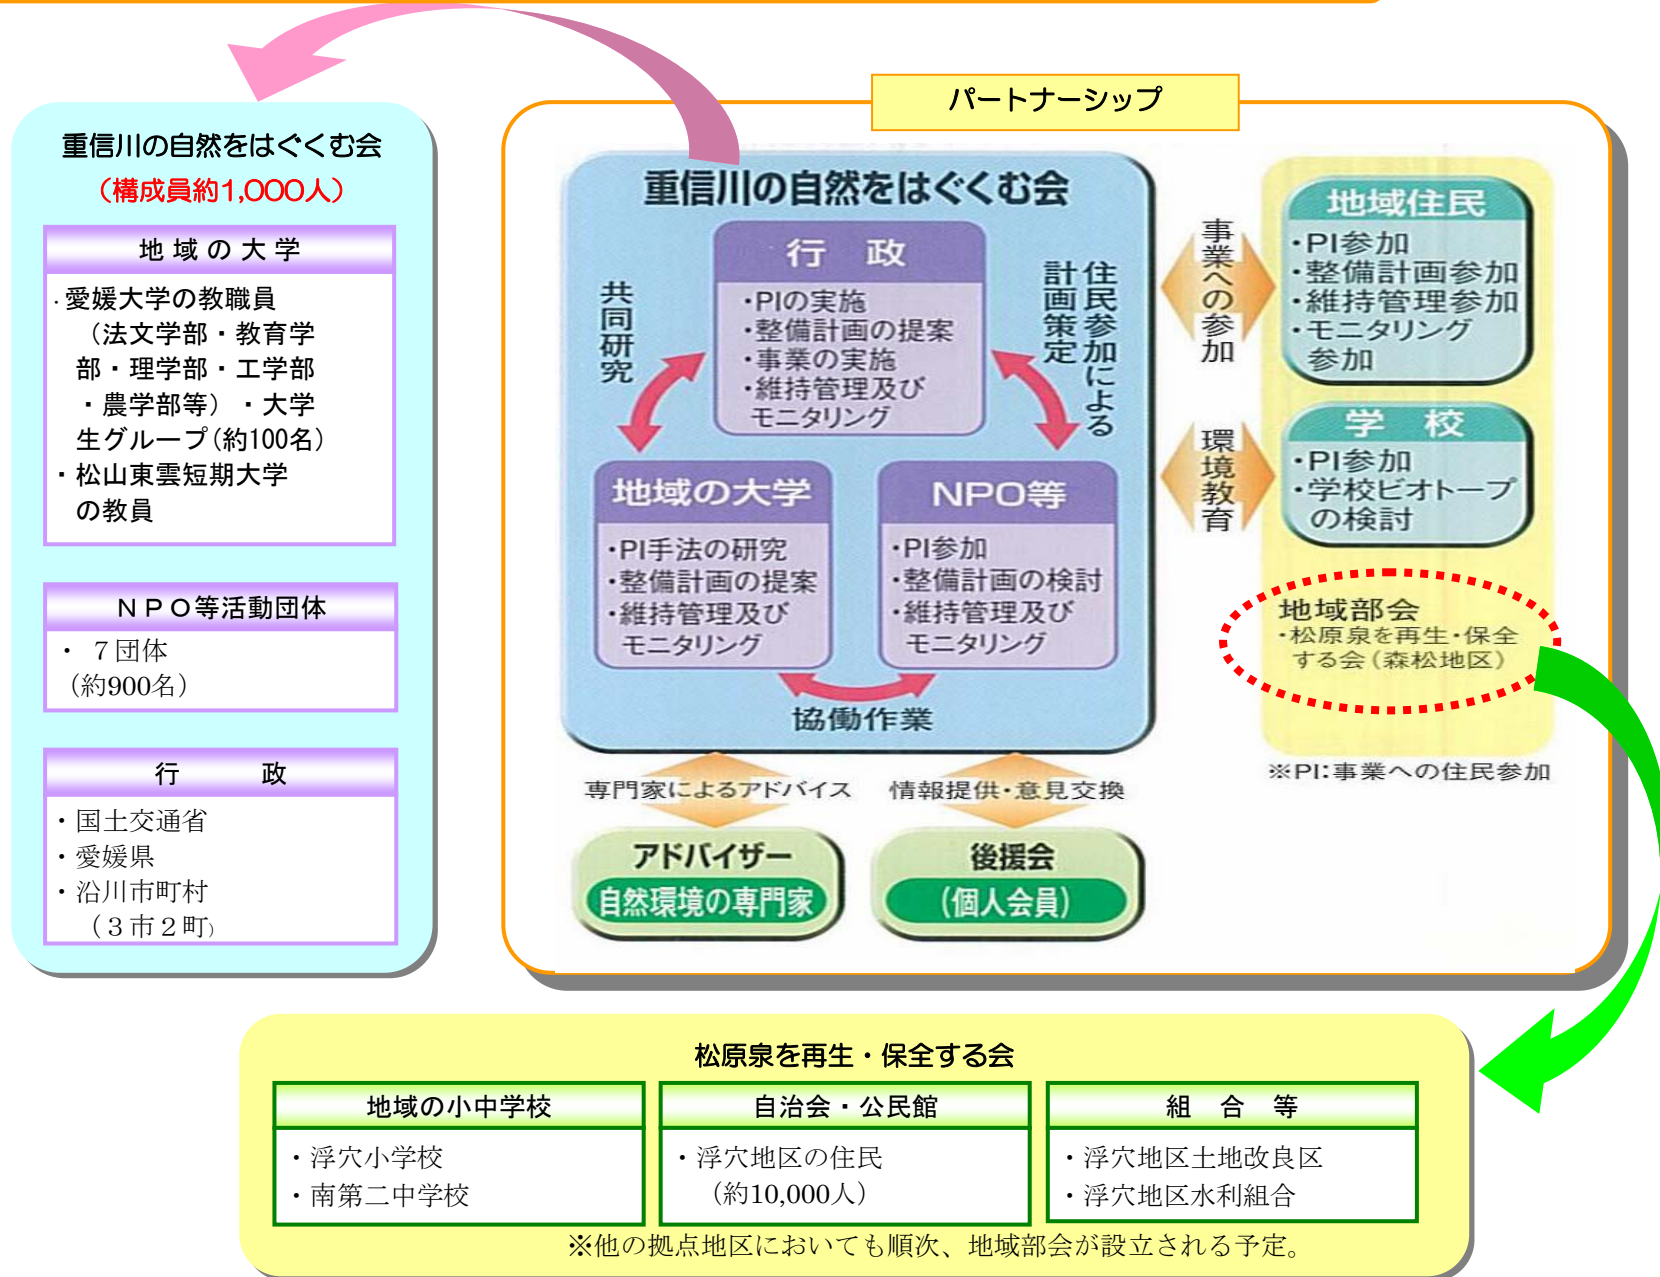 重信川の自然をはぐくむ会
（構成員約1,000人）
地域の大学
・愛媛大学の教職員
（法文学部・教育学
部・理学部・工学部
・農学部等）・大学
生グループ(約100名)
・松山東雲短期大学
の教員
ＮＰＯ等活動団体
・ 7団体
（約900名）
行 政
・国土交通省
・愛媛県
・沿川市町村
（３市２町）
パートナーシップ
重信川の自然をはぐくむ会
行 政
・PIの実施
・整備計画の提案
・事業の実施
・維持管理及び
モニタリング
共同研究
住民参加による
計画策定
地域の大学
・PI手法の研究
・整備計画の提案
・維持管理及び
モニタリング
NPO等
・PI参加
・整備計画の検討
・維持管理及び
モニタリング
協働作業
事業への参加
環境教育
地域住民
・PI参加
・整備計画参加
・維持管理参加
・モニタリング
参加
学 校
・PI参加
・学校ビオトープ
の検討
地域部会
・松原泉を再生・保全
する会（森松地区）
※PI：事業への住民参加
専門家によるアドバイス
情報提供・意見交換
アドバイザー
自然環境の専門家
後援会
（個人会員）
松原泉を再生・保全する会
地域の小中学校
・浮穴小学校
・南第二中学校
自治会・公民館
・浮穴地区の住民
（約10,000人）
組 合 等
・浮穴地区土地改良区
・浮穴地区水利組合
※他の拠点地区においても順次、地域部会が設立される予定。